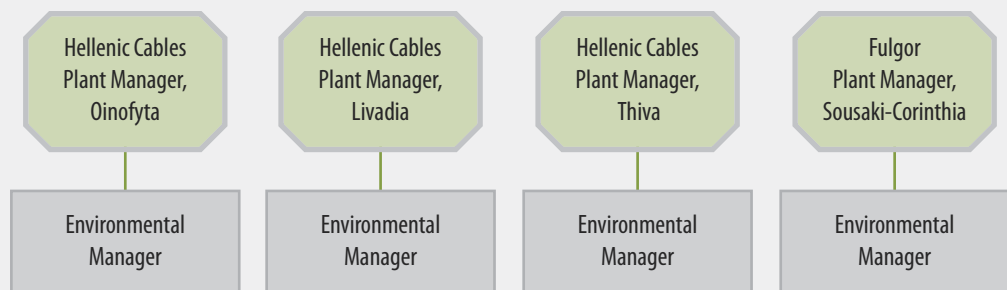 Hellenic Cables
Plant Manager,
Oinofyta
Hellenic Cables
Plant Manager,
Livadia
Hellenic Cables
Plant Manager,
Thiva
Fulgor
Plant Manager,
Sousaki-Corinthia
Environmental
Manager
Environmental
Manager
Environmental
Manager
Environmental
Manager